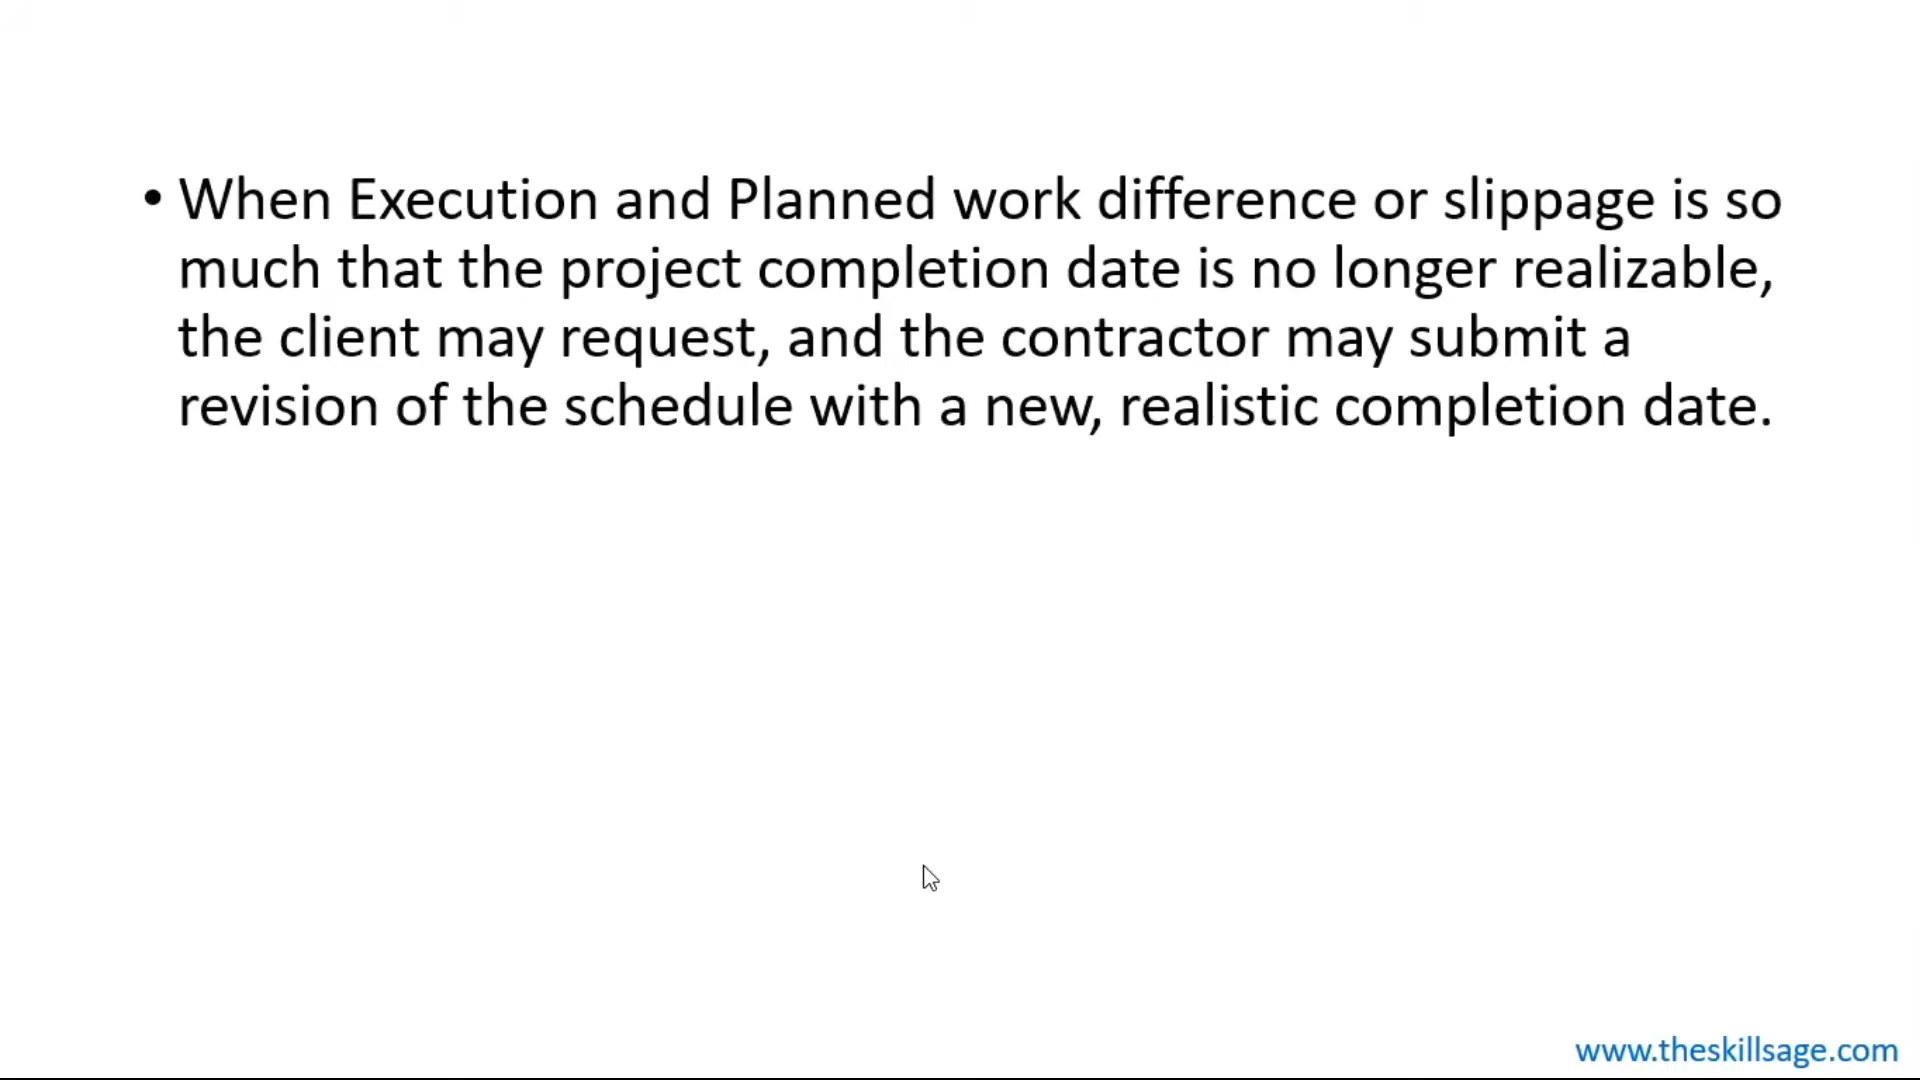 • When Execution and Planned work difference or slippage is so
much that the project completion date is no longer realizable,
the client may request, and the contractor may submit a
revision of the schedule with a new, realistic completion date.
www.theskillsage.com